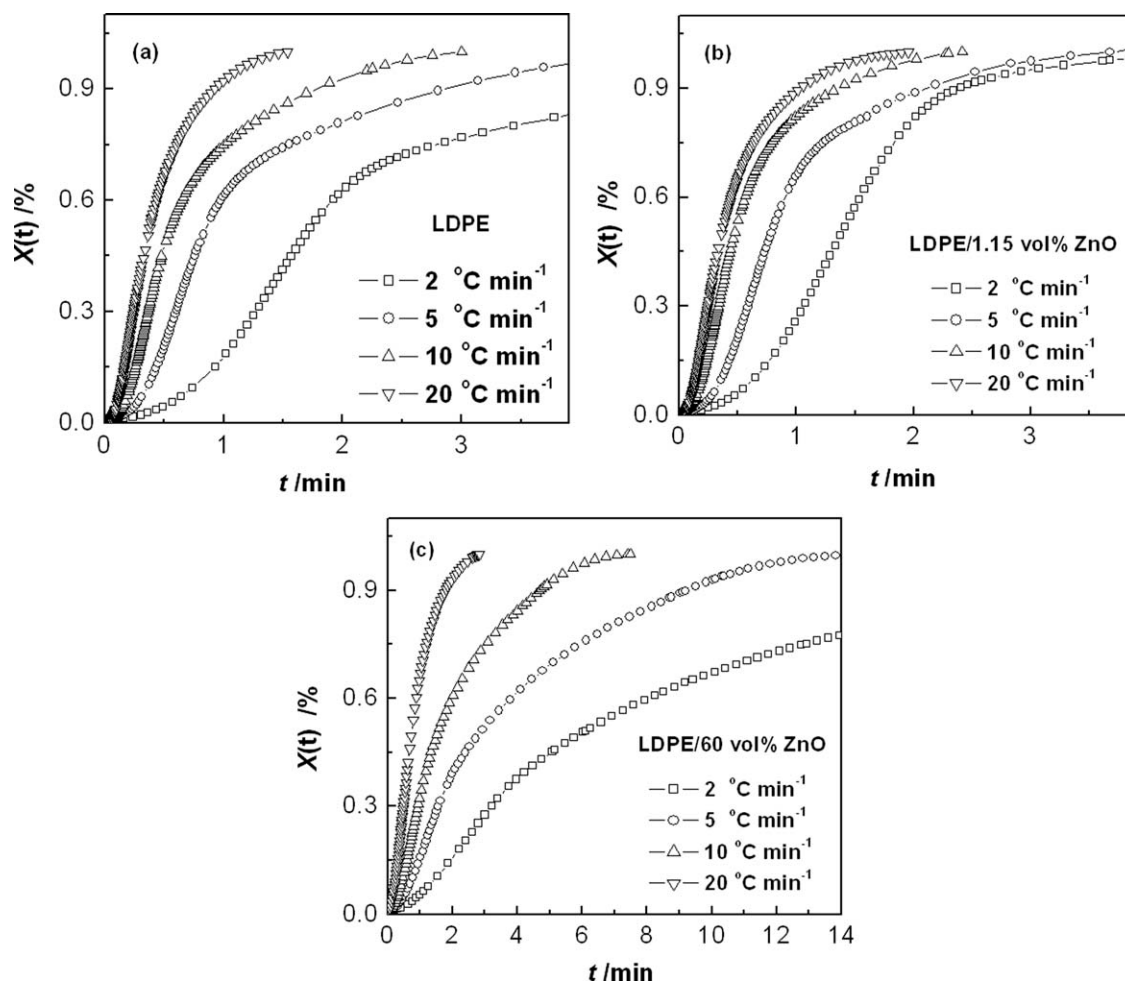 (a)
X(t) /%
0.9
0.6
0.3
0.0
LDPE
2 °C min⁻¹
5 °C min⁻¹
10 °C min⁻¹
20 °C min⁻¹
0 1 2 3
t /min
(b)
X(t) /%
0.9
0.6
0.3
0.0
LDPE/1.15 vol% ZnO
2 °C min⁻¹
5 °C min⁻¹
10 °C min⁻¹
20 °C min⁻¹
0 1 2 3
t /min
(c)
X(t) /%
0.9
0.6
0.3
0.0
LDPE/60 vol% ZnO
2 °C min⁻¹
5 °C min⁻¹
10 °C min⁻¹
20 °C min⁻¹
0 2 4 6 8 10 12 14
t /min